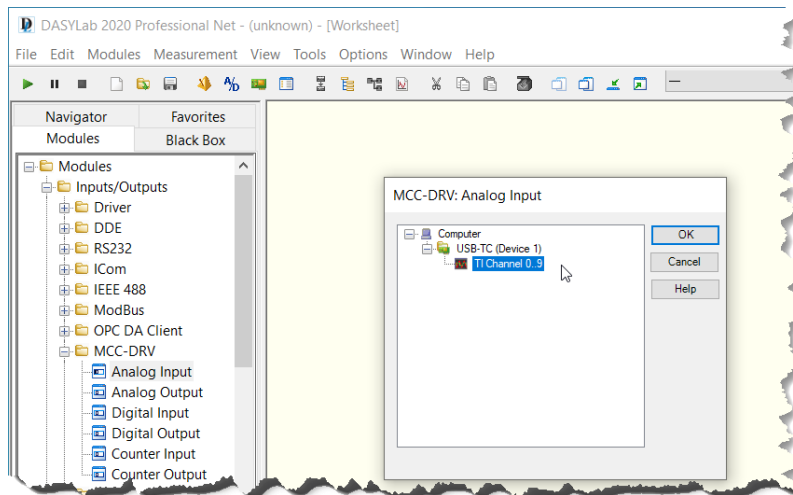 DASYLab 2020 Professional Net - (unknown) - [Worksheet]
File Edit Modules Measurement View Tools Options Window Help
Navigator Favorites
Modules Black Box
Modules
Inputs/Outputs
Driver
DDE
RS232
ICom
IEEE 488
ModBus
OPC DA Client
MCC-DRV
Analog Input
Analog Output
Digital Input
Digital Output
Counter Input
Counter Output
MCC-DRV: Analog Input
Computer
USB-TC (Device 1)
TI Channel 0..9
OK
Cancel
Help